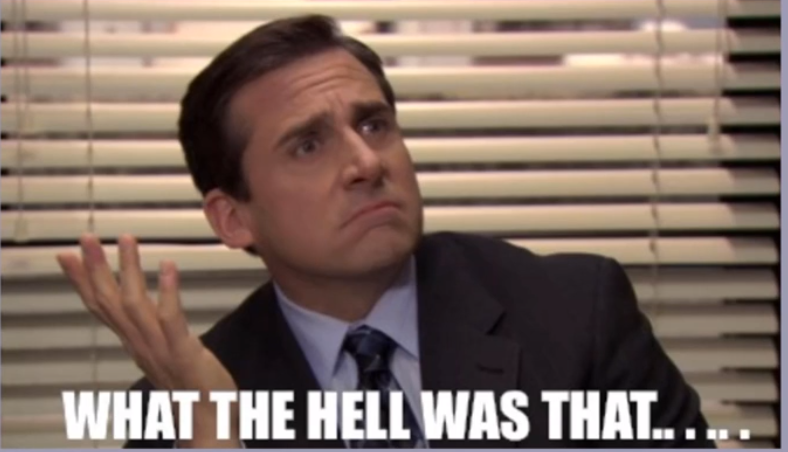 WHAT THE HELL WAS THAT.. . .. .